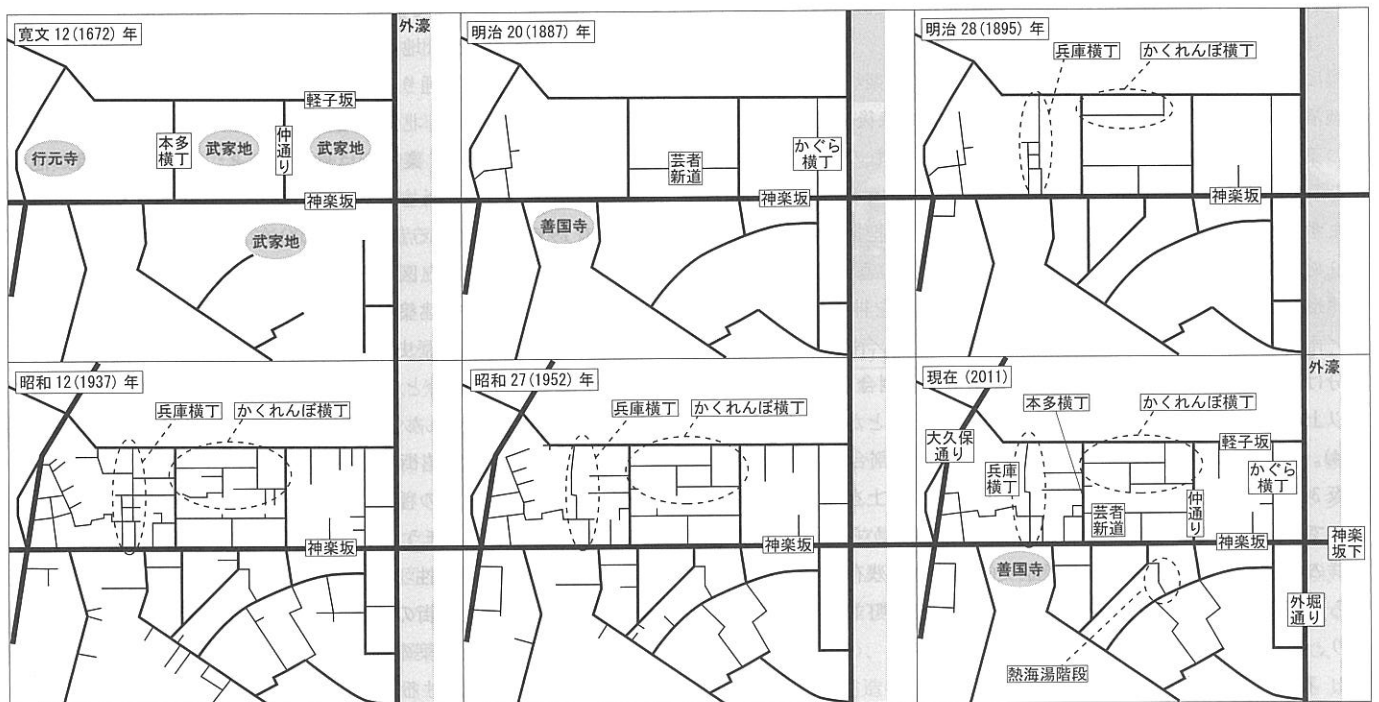 寛文 12(1672) 年
外濠
軽子坂
行元寺
本多
横丁
武家地
仲通り
武家地
神楽坂
武家地
明治 20(1887) 年
芸者
新道
かぐら
横丁
神楽坂
善国寺
明治 28(1895) 年
兵庫横丁
かくれんぼ横丁
神楽坂
昭和 12(1937) 年
兵庫横丁
かくれんぼ横丁
神楽坂
昭和 27(1952) 年
兵庫横丁
かくれんぼ横丁
神楽坂
現在 (2011)
外濠
本多横丁
かくれんぼ横丁
大久保
通り
軽子坂
兵庫
横丁
かぐら
横丁
芸者
新道
仲通り
神楽坂
神楽
坂下
善国寺
外堀
通り
熱海湯階段